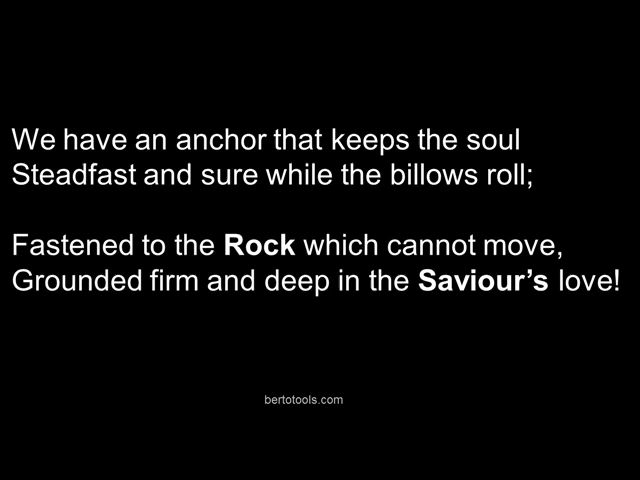 We have an anchor that keeps the soul
Steadfast and sure while the billows roll;
Fastened to the Rock which cannot move,
Grounded firm and deep in the Saviour’s love!
bertotools.com